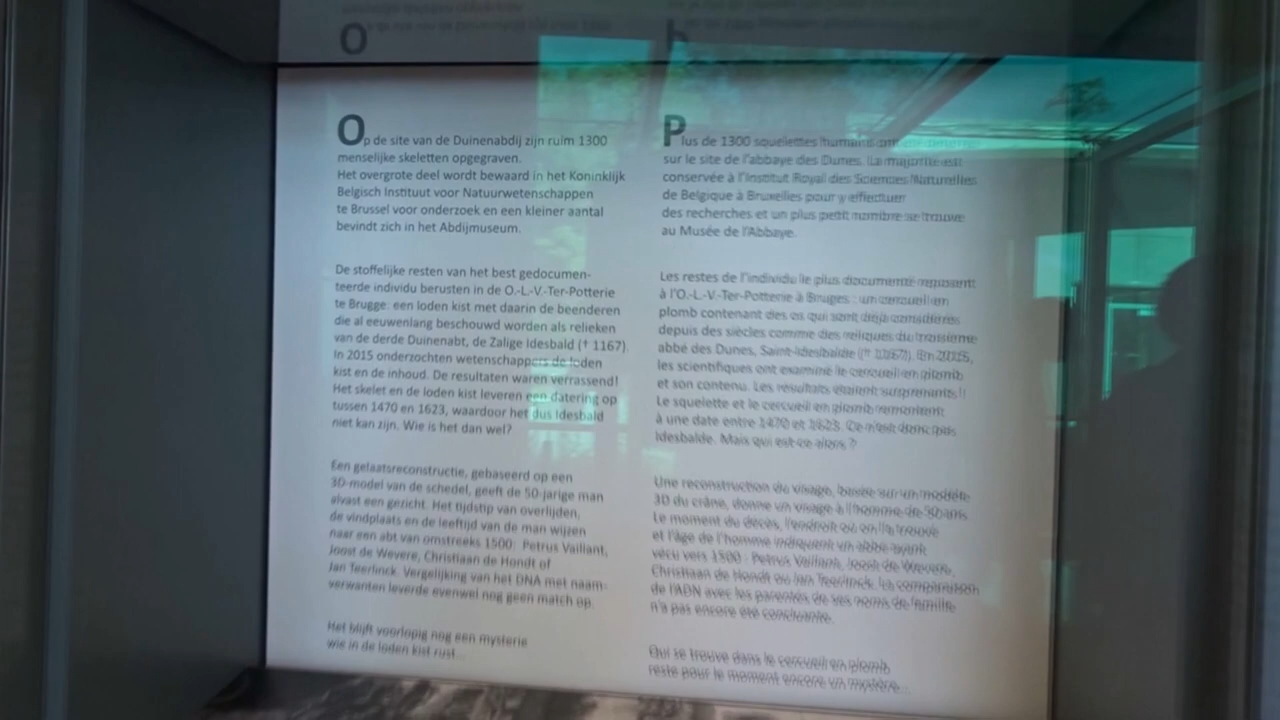 Op de site van de Duinenabdij zijn ruim 1300
menselijke skeletten opgegraven.
Het overgrote deel wordt bewaard in het Koninklijk
Belgisch Instituut voor Natuurwetenschappen
te Brussel voor onderzoek en een kleiner aantal
bevindt zich in het Abdijmuseum.
De stoffelijke resten van het best gedocumen-
teerde individu berusten in de O.-L.-V.-Ter-Potterie
te Brugge: een loden kist met daarin de beenderen
die al eeuwenlang beschouwd worden als relieken
van de derde Duinenabt, de Zalige Idesbald († 1167).
In 2015 onderzochten wetenschappers de loden
kist en de inhoud. De resultaten waren verrassend!
Het skelet en de loden kist leveren een datering op
tussen 1470 en 1623, waardoor het dus Idesbald
niet kan zijn. Wie is het dan wel?
Een gelaatsreconstructie, gebaseerd op een
3D-model van de schedel, geeft de 50-jarige man
alvast een gezicht. Het tijdstip van overlijden,
de vindplaats en de leeftijd van de man wijzen
naar een abt van omstreeks 1500: Petrus Vaillant,
Joost de Wevere, Christiaan de Hondt of
Jan Teerlinck. Vergelijking van het DNA met naam-
verwanten leverde evenwel nog geen match op.
Het blijft voorlopig nog een mysterie
wie in de loden kist rust...
Plus de 1300 squelettes humains ont été déterrés
sur le site de l'abbaye des Dunes. La majorité est
conservée à l'Institut Royal des Sciences Naturelles
de Belgique à Bruxelles pour y effectuer
des recherches et un plus petit nombre se trouve
au Musée de l'Abbaye.
Les restes de l'individu le plus documenté reposent
à l'O.-L.-V.-Ter-Potterie à Bruges : un cercueil en
plomb contenant des os qui sont déjà considérés
depuis des siècles comme des reliques du troisième
abbé des Dunes, Saint-Idesbalde († 1167). En 2015,
les scientifiques ont examiné le cercueil en plomb
et son contenu. Les résultats étaient surprenants !
Le squelette et le cercueil en plomb remontent
à une date entre 1470 et 1623. Ce n'est donc pas
Idesbalde. Mais qui est-ce alors ?
Une reconstruction du visage, basée sur un modèle
3D du crâne, donne un visage à l'homme de 50 ans.
Le moment du décès, l'endroit où on l'a trouvé
et l'âge de l'homme indiquent un abbé ayant
vécu vers 1500 : Petrus Vaillant, Joost de Wevere,
Christiaan de Hondt ou Jan Teerlinck. La comparaison
de l'ADN avec les parentés de ses noms de famille
n'a pas encore été concluante.
Qui se trouve dans le cercueil en plomb
reste pour le moment encore un mystère...